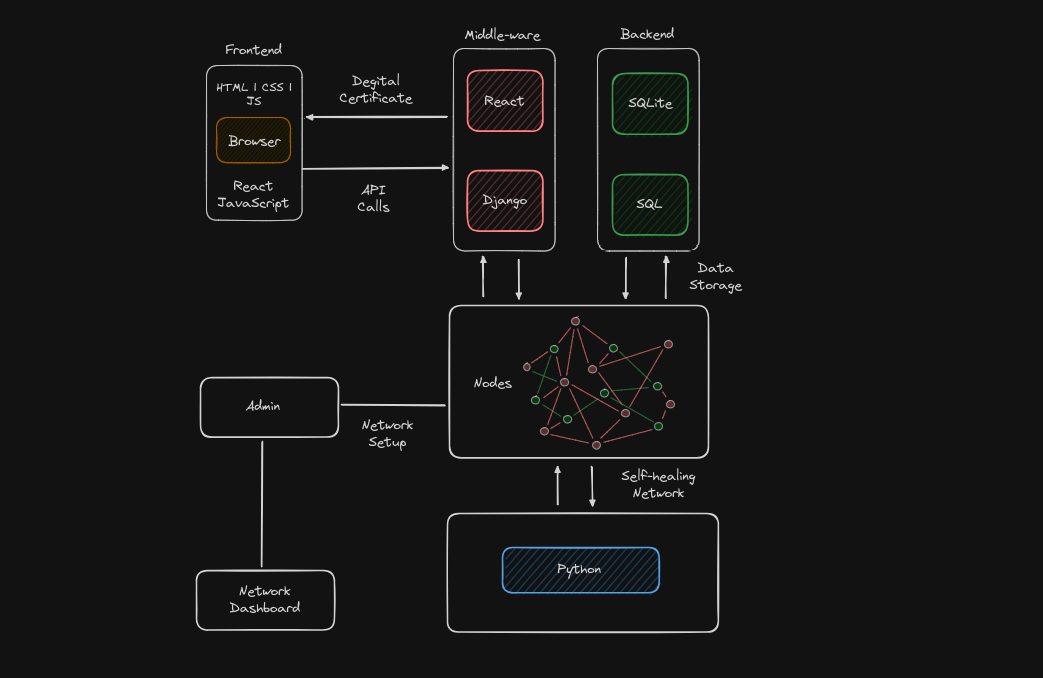 Frontend
HTML | CSS |
JS
Browser
React
JavaScript
Degital
Certificate
API
Calls
Middle-ware
React
Django
Backend
SQLite
SQL
Data
Storage
Nodes
Admin
Network
Setup
Self-healing
Network
Python
Network
Dashboard